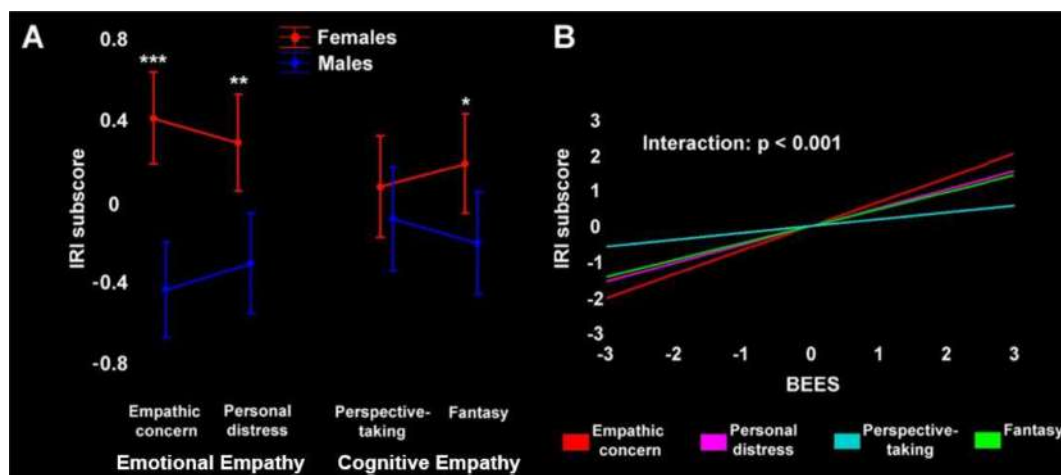 A
B
0.8
0.4
0
-0.4
-0.8
IRI subscore
Females
Males
***
**
*
Empathic
concern
Personal
distress
Perspective-
taking
Fantasy
Emotional Empathy
Cognitive Empathy
Interaction: p < 0.001
IRI subscore
3
2
1
0
-1
-2
-3
-3 -2 -1 0 1 2 3
BEES
Empathic
concern
Personal
distress
Perspective-
taking
Fantasy